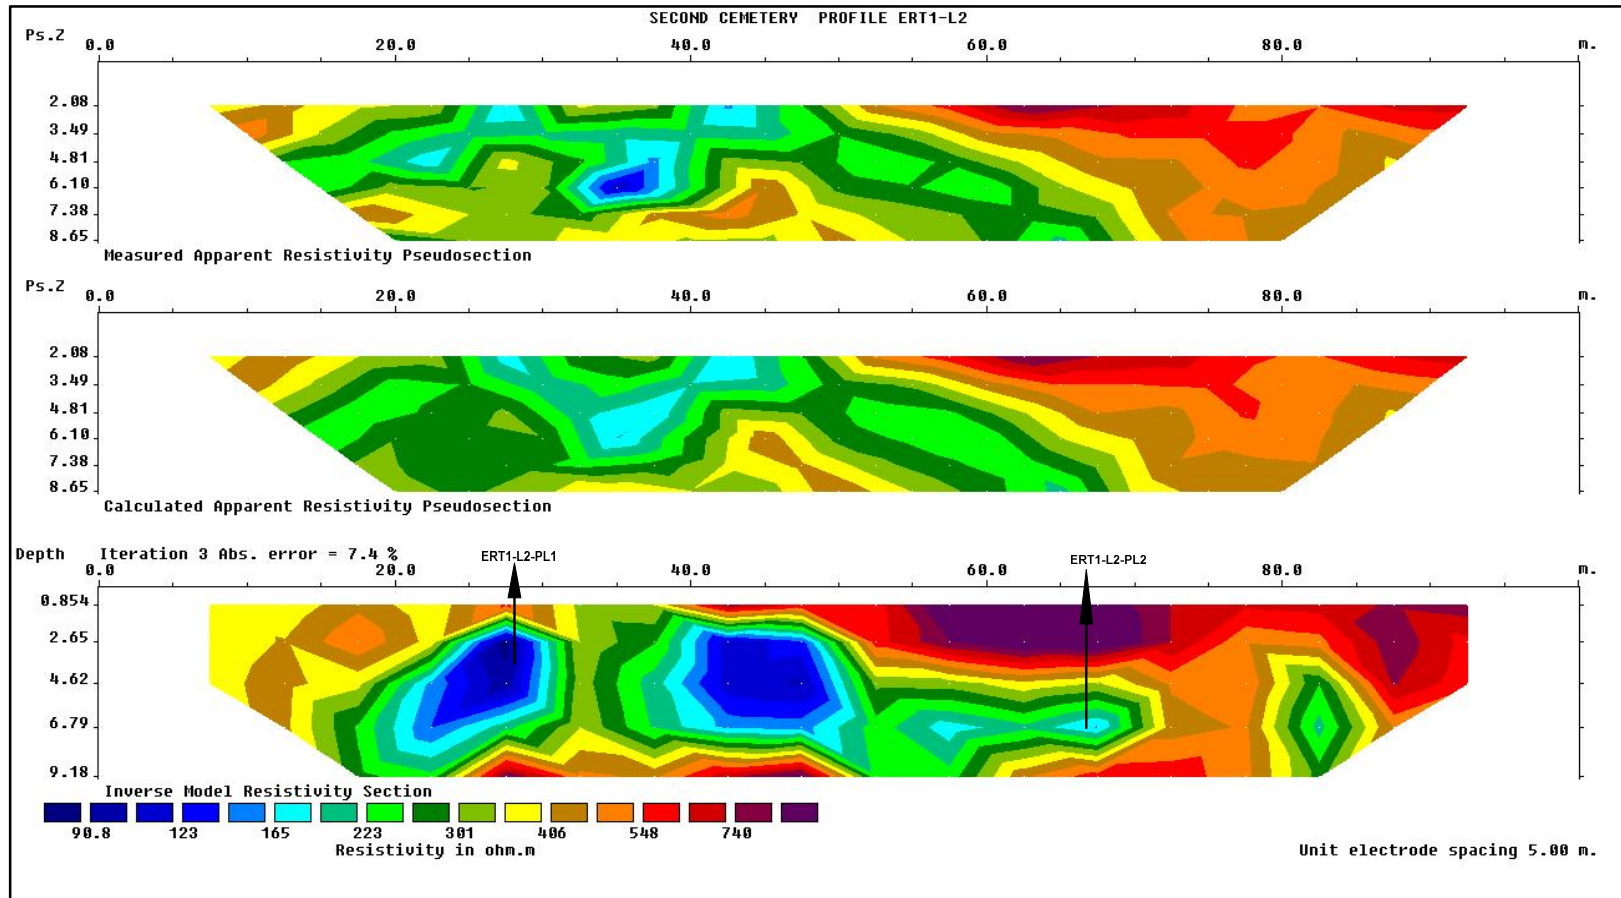 SECOND CEMETERY PROFILE ERT1-L2
Ps.Z 0.0 20.0 40.0 60.0 80.0 m.
2.08
3.49
4.81
6.10
7.38
8.65
Measured Apparent Resistivity Pseudosection
Ps.Z 0.0 20.0 40.0 60.0 80.0 m.
2.08
3.49
4.81
6.10
7.38
8.65
Calculated Apparent Resistivity Pseudosection
Depth Iteration 3 Abs. error = 7.4 % ERT1-L2-PL1 ERT1-L2-PL2
0.0 20.0 40.0 60.0 80.0 m.
0.854
2.65
4.62
6.79
9.18
Inverse Model Resistivity Section
90.8 123 165 223 301 406 548 740
Resistivity in ohm.m Unit electrode spacing 5.00 m.